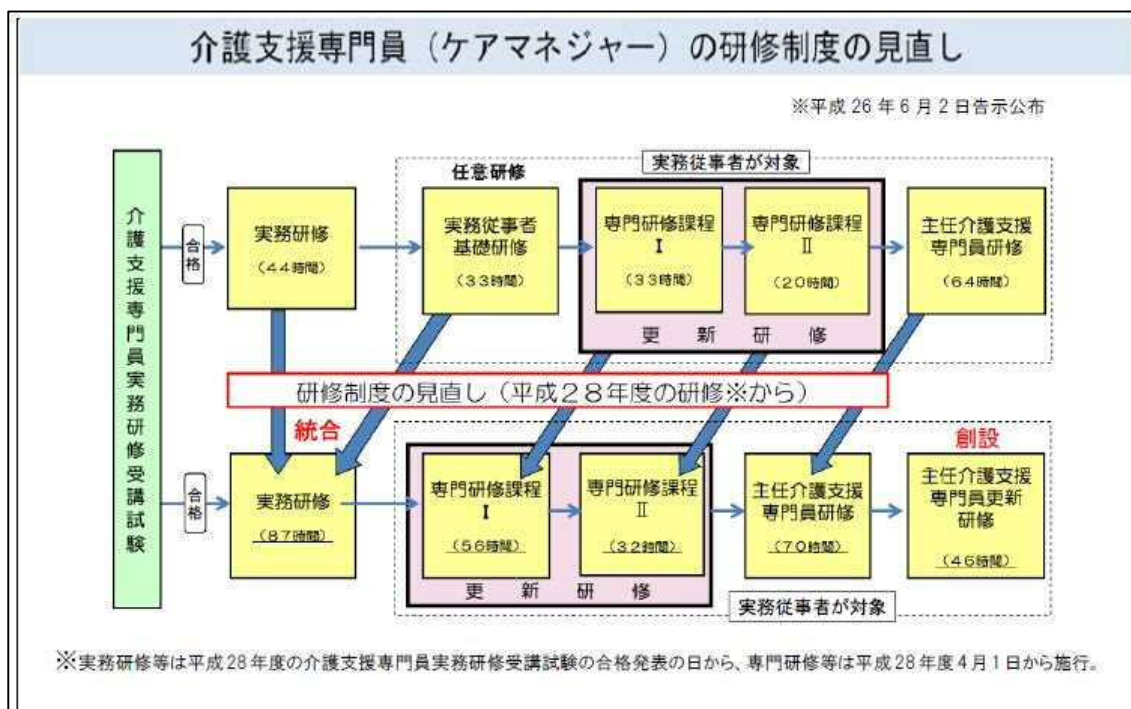 介護支援専門員（ケアマネジャー）の研修制度の見直し
※平成26年6月2日告示公布
介護支援専門員実務研修受講試験
合格
実務研修
（44時間）
任意研修
実務従事者
基礎研修
（33時間）
実務従事者が対象
専門研修課程
Ⅰ
（33時間）
専門研修課程
Ⅱ
（20時間）
更新研修
主任介護支援
専門員研修
（64時間）
研修制度の見直し（平成28年度の研修※から）
統合
合格
実務研修
（87時間）
専門研修課程
Ⅰ
（56時間）
専門研修課程
Ⅱ
（32時間）
更新研修
主任介護支援
専門員研修
（70時間）
創設
主任介護支援
専門員更新
研修
（46時間）
実務従事者が対象
※実務研修等は平成28年度の介護支援専門員実務研修受講試験の合格発表の日から、専門研修等は平成28年度4月1日から施行。